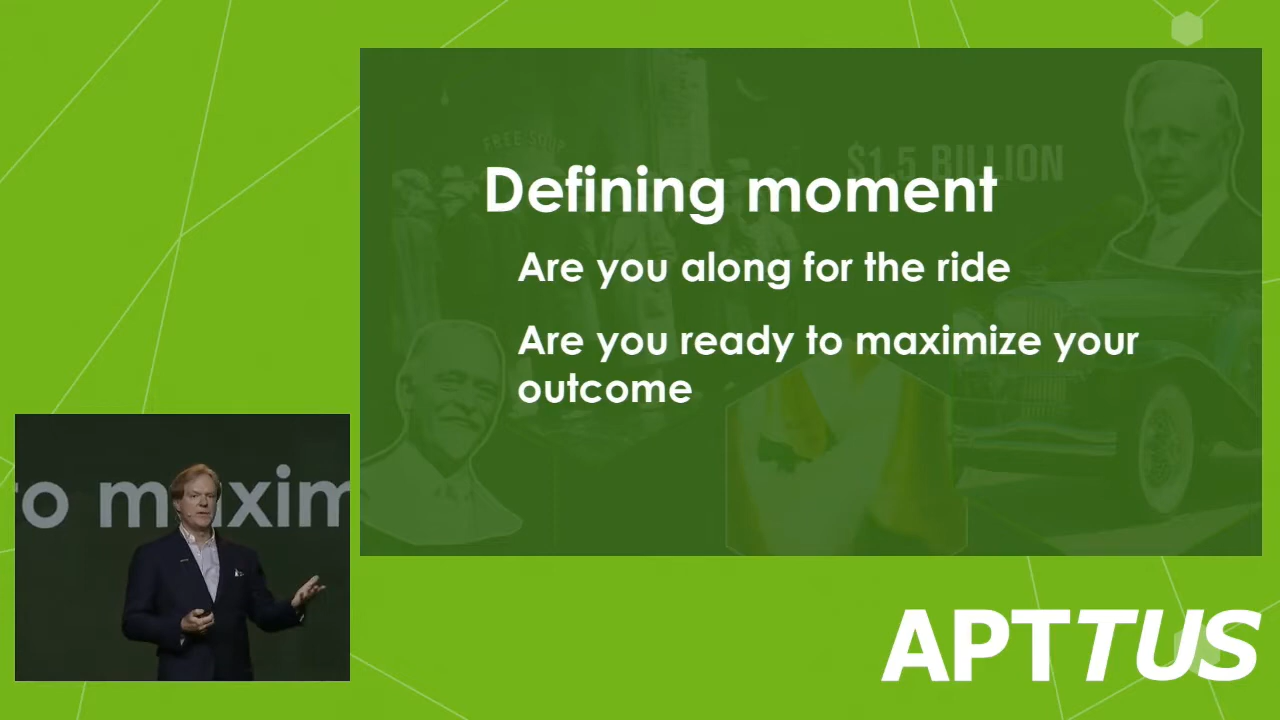 FREE SOUP
$1.5 BILLION
Defining moment
Are you along for the ride
Are you ready to maximize your
outcome
to maxim
APTTUS